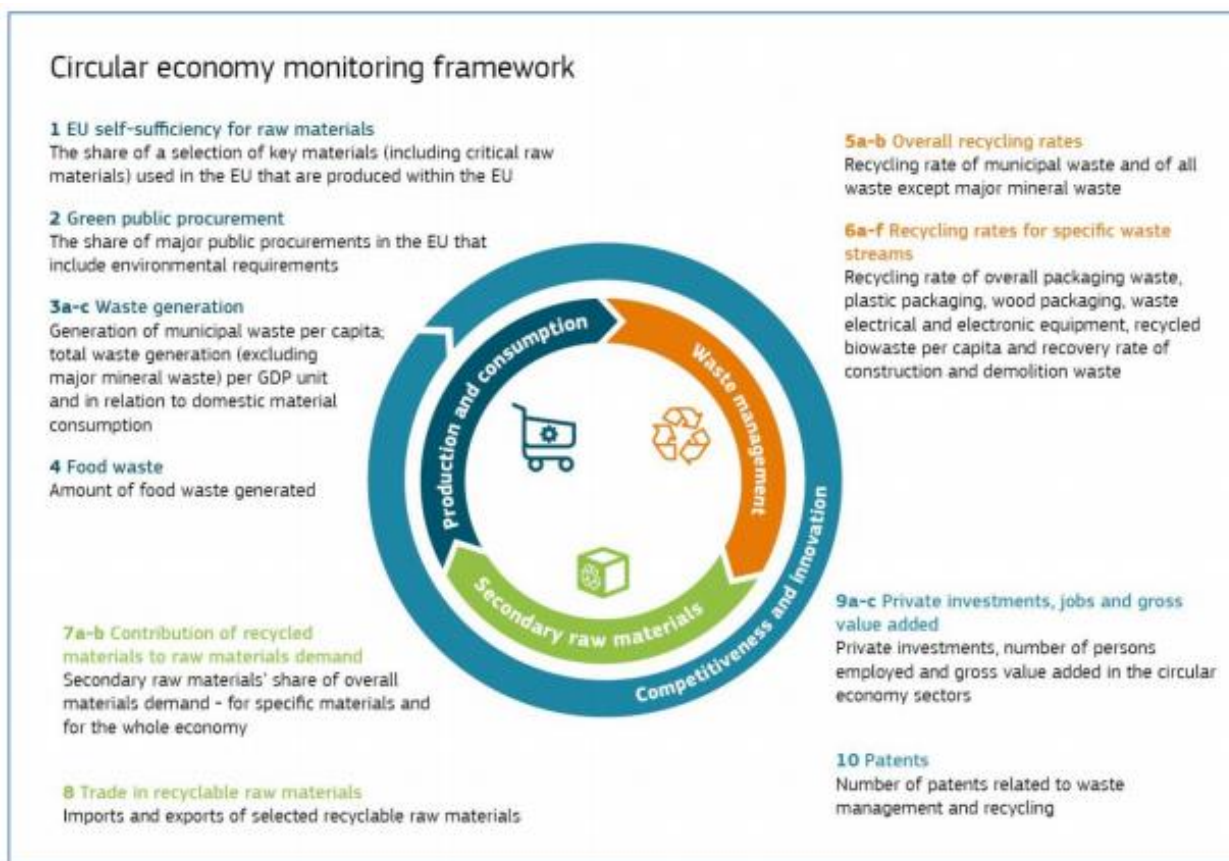 Circular economy monitoring framework
1 EU self-sufficiency for raw materials
The share of a selection of key materials (including critical raw
materials) used in the EU that are produced within the EU
2 Green public procurement
The share of major public procurements in the EU that
include environmental requirements
3a-c Waste generation
Generation of municipal waste per capita;
total waste generation (excluding
major mineral waste) per GDP unit
and in relation to domestic material
consumption
4 Food waste
Amount of food waste generated
5a-b Overall recycling rates
Recycling rate of municipal waste and of all
waste except major mineral waste
6a-f Recycling rates for specific waste
streams
Recycling rate of overall packaging waste,
plastic packaging, wood packaging, waste
electrical and electronic equipment, recycled
biowaste per capita and recovery rate of
construction and demolition waste
Production and consumption
Waste management
Secondary raw materials
Competitiveness and innovation
7a-b Contribution of recycled
materials to raw materials demand
Secondary raw materials' share of overall
materials demand - for specific materials and
for the whole economy
8 Trade in recyclable raw materials
Imports and exports of selected recyclable raw materials
9a-c Private investments, jobs and gross
value added
Private investments, number of persons
employed and gross value added in the circular
economy sectors
10 Patents
Number of patents related to waste
management and recycling